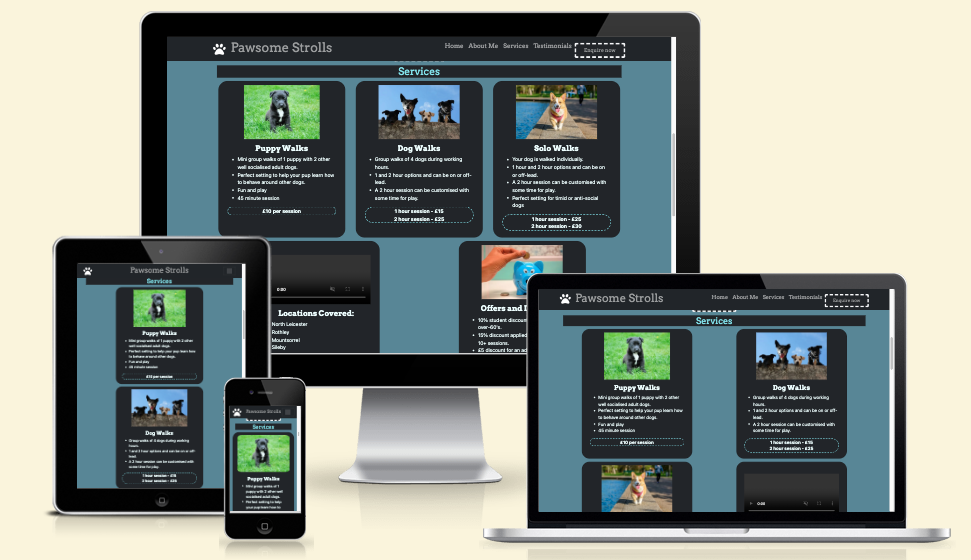 Pawsome Strolls
Home About Me Services Testimonials Enquire now
Services
Puppy Walks
Mini group walks of 1 puppy with 2 other
well socialised adult dogs.
Perfect setting to help your pup learn how
to behave around other dogs.
Fun and play
45 minute session
£10 per session
Dog Walks
Group walks of 4 dogs during working
hours.
1 and 2 hour options and can be on or off-
lead.
A 2 hour session can be customised with
some time for play.
1 hour session - £15
2 hour session - £25
Solo Walks
Your dog is walked individually.
1 hour and 2 hour options and can be on
or off-lead.
A 2 hour session can be customised with
some time for play.
Perfect setting for timid or anti-social
dogs
1 hour session - £25
2 hour session - £30
0:00
Locations Covered:
North Leicester
Rothley
Mountsorrel
Sileby
Offers and
10% student discoun
over-60's.
15% discount applied
10+ sessions.
£5 discount for an ad
Pawsome Strolls
Services
Puppy Walks
Mini group walks of 1 puppy with 2 other
well socialised adult dogs.
Perfect setting to help your pup learn how
to behave around other dogs.
Fun and play
45 minute session
£10 per session
Dog Walks
Group walks of 4 dogs during working
hours.
1 and 2 hour options and can be on or off-
lead.
A 2 hour session can be customised with
some time for play.
1 hour session - £15
2 hour session - £25
Pawsome Strolls
Services
Puppy Walks
Mini group walks of 1
puppy with 2 other well
socialised adult dogs.
Perfect setting to help
your pup learn how to
Pawsome Strolls
Home About Me Services Testimonials Enquire now
Services
Puppy Walks
Mini group walks of 1 puppy with 2 other
well socialised adult dogs.
Perfect setting to help your pup learn how
to behave around other dogs.
Fun and play
45 minute session
£10 per session
Dog Walks
Group walks of 4 dogs during working
hours.
1 and 2 hour options and can be on or off-
lead.
A 2 hour session can be customised with
some time for play.
1 hour session - £15
2 hour session - £25
0:00